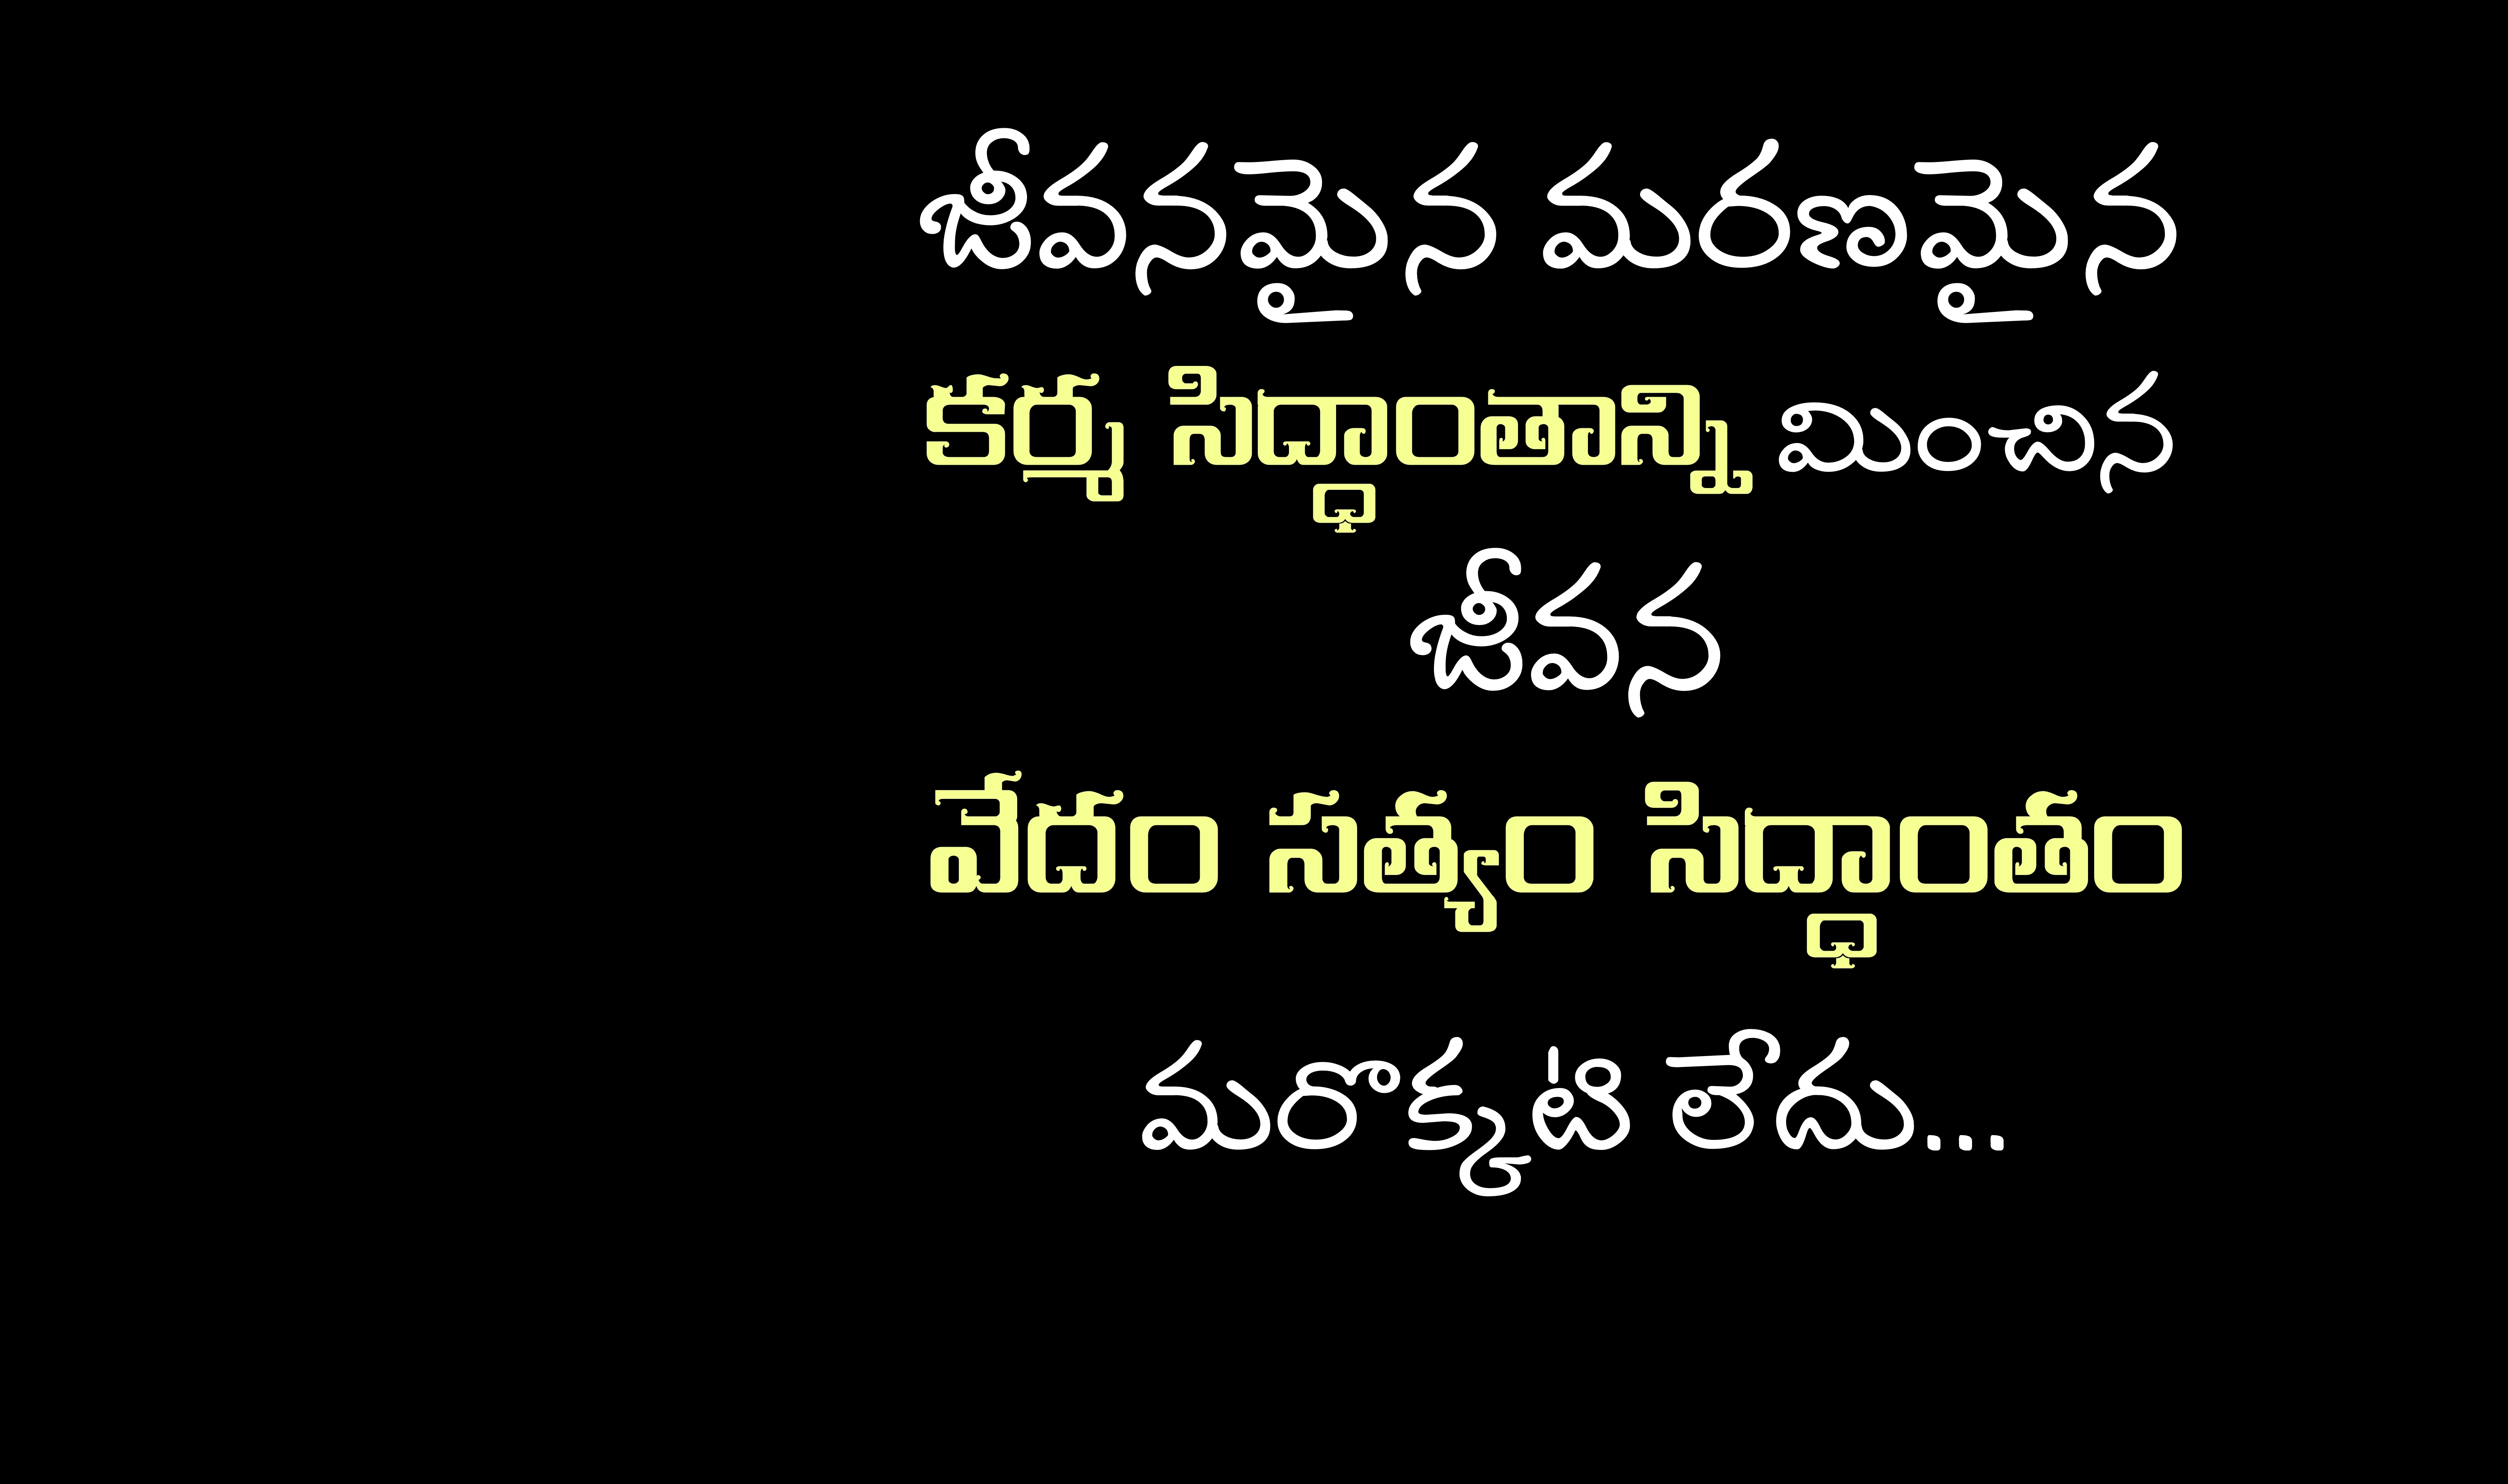 జీవనమైన మరణమైన
కర్మ సిద్ధాంతాన్ని మించిన
జీవన
వేదం సత్యం సిద్ధాంతం
మరొక్కటి లేదు....